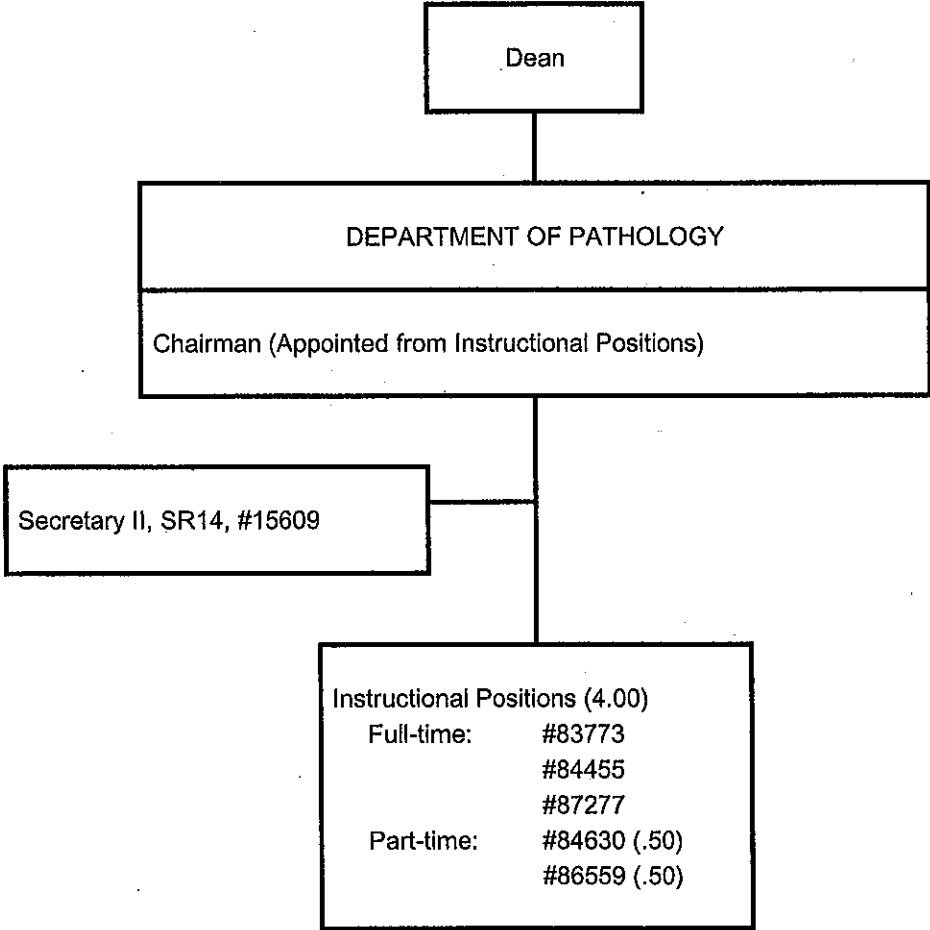 Dean
DEPARTMENT OF PATHOLOGY
Chairman (Appointed from Instructional Positions)
Secretary II, SR14, #15609
Instructional Positions (4.00)
Full-time: #83773
#84455
#87277
Part-time: #84630 (.50)
#86559 (.50)